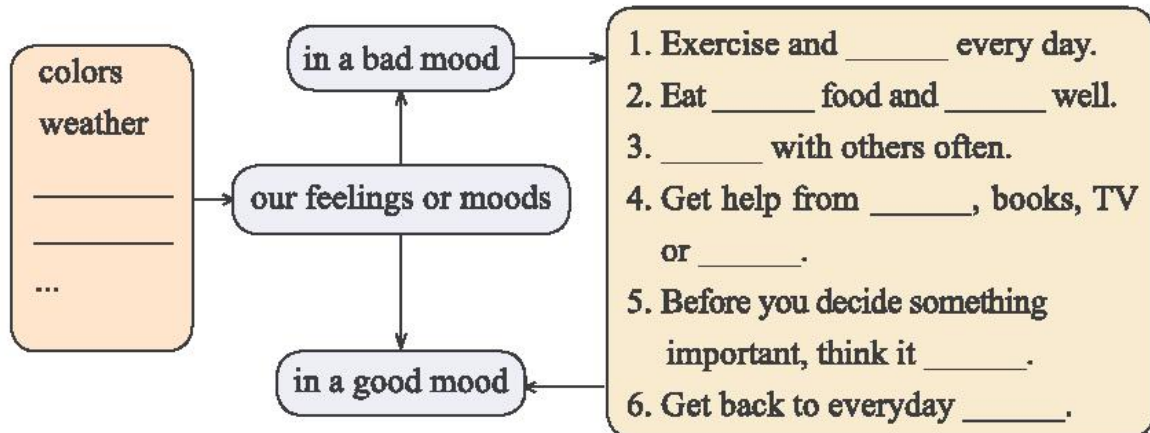 colors
weather
_______
_______
...
our feelings or moods
in a bad mood
in a good mood
1. Exercise and ______ every day.
2. Eat ______ food and ______ well.
3. ______ with others often.
4. Get help from ______, books, TV
or ______.
5. Before you decide something
important, think it ______.
6. Get back to everyday ______.